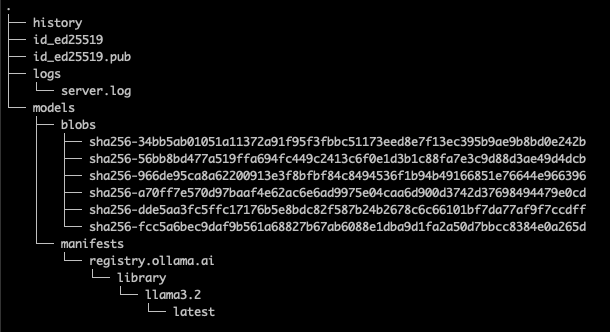 .
├── history
├── id_ed25519
├── id_ed25519.pub
├── logs
│   └── server.log
└── models
    ├── blobs
    │   ├── sha256-34bb5ab01051a11372a91f95f3fbbc51173eed8e7f13ec395b9ae9b8bd0e242b
    │   ├── sha256-56bb8bd477a519ffa694fc449c2413c6f0e1d3b1c88fa7e3c9d88d3ae49d4dcb
    │   ├── sha256-966de95ca8a62200913e3f8bfbf84c8494536f1b94b49166851e76644e966396
    │   ├── sha256-a70ff7e570d97baaf4e62ac6e6ad9975e04caa6d900d3742d37698494479e0cd
    │   ├── sha256-dde5aa3fc5ffc17176b5e8bdc82f587b24b2678c6c66101bf7da77af9f7ccdff
    │   └── sha256-fcc5a6bec9daf9b561a68827b67ab6088e1dba9d1fa2a50d7bbcc8384e0a265d
    └── manifests
        └── registry.ollama.ai
            └── library
                └── llama3.2
                    └── latest